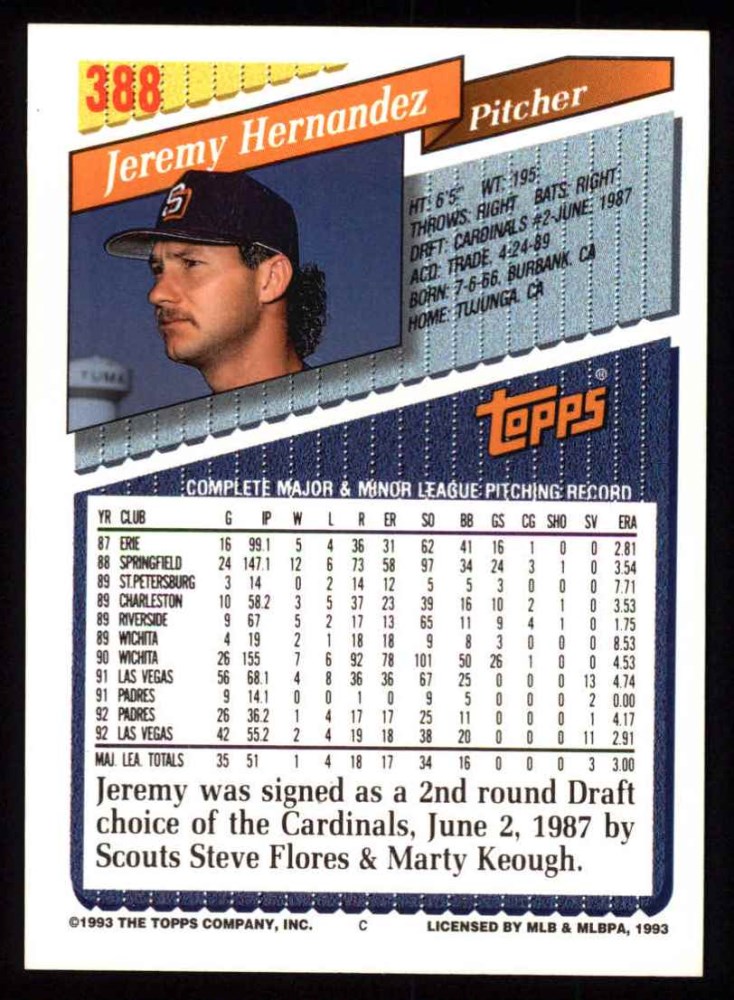 388
Jeremy Hernandez
Pitcher
HT: 6'5" WT: 195
THROWS: RIGHT BATS: RIGHT
DRFT: CARDINALS #2-JUNE, 1987
ACQ: TRADE, 4-24-89
BORN: 7-6-66, BURBANK, CA
HOME: TUJUNGA, CA
SD
YUMA
Topps®
COMPLETE MAJOR & MINOR LEAGUE PITCHING RECORD
YR CLUB G IP W L R ER SO BB GS CG SHO SV ERA
87 ERIE 16 99.1 5 4 36 31 62 41 16 1 0 0 2.81
88 SPRINGFIELD 24 147.1 12 6 73 58 97 34 24 3 1 0 3.54
89 ST.PETERSBURG 3 14 0 2 14 12 5 5 3 0 0 0 7.71
89 CHARLESTON 10 58.2 3 5 37 23 39 16 10 2 1 0 3.53
89 RIVERSIDE 9 67 5 2 17 13 65 11 9 4 1 0 1.75
89 WICHITA 4 19 2 1 18 18 9 8 3 0 0 0 8.53
90 WICHITA 26 155 7 6 92 78 101 50 26 1 0 0 4.53
91 LAS VEGAS 56 68.1 4 8 36 36 67 25 0 0 0 13 4.74
91 PADRES 9 14.1 0 0 1 0 9 5 0 0 0 2 0.00
92 PADRES 26 36.2 1 4 17 17 25 11 0 0 0 1 4.17
92 LAS VEGAS 42 55.2 2 4 19 18 38 20 0 0 0 11 2.91
MAJ. LEA. TOTALS 35 51 1 4 18 17 34 16 0 0 0 3 3.00
Jeremy was signed as a 2nd round Draft
choice of the Cardinals, June 2, 1987 by
Scouts Steve Flores & Marty Keough.
©1993 THE TOPPS COMPANY, INC. C LICENSED BY MLB & MLBPA, 1993